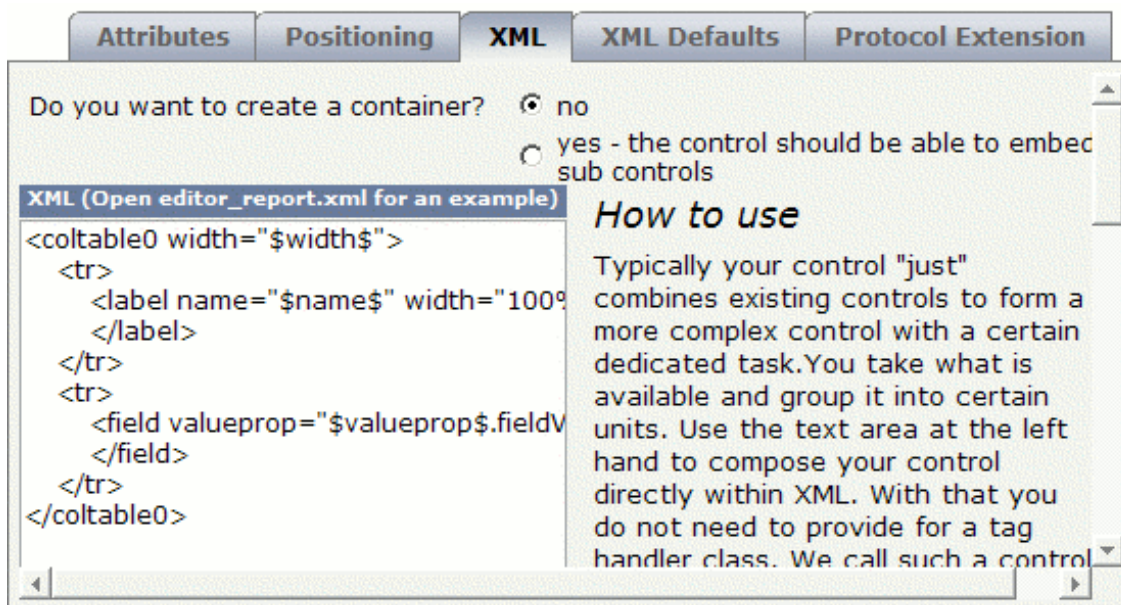 Attributes Positioning XML XML Defaults Protocol Extension
Do you want to create a container? no
yes - the control should be able to embed
sub controls
XML (Open editor_report.xml for an example)
<coltable0 width="$width$">
<tr>
<label name="$name$" width="100%
</label>
</tr>
<tr>
<field valueprop="$valueprop$.fieldV
</field>
</tr>
</coltable0>
How to use
Typically your control "just"
combines existing controls to form a
more complex control with a certain
dedicated task.You take what is
available and group it into certain
units. Use the text area at the left
hand to compose your control
directly within XML. With that you
do not need to provide for a tag
handler class. We call such a control